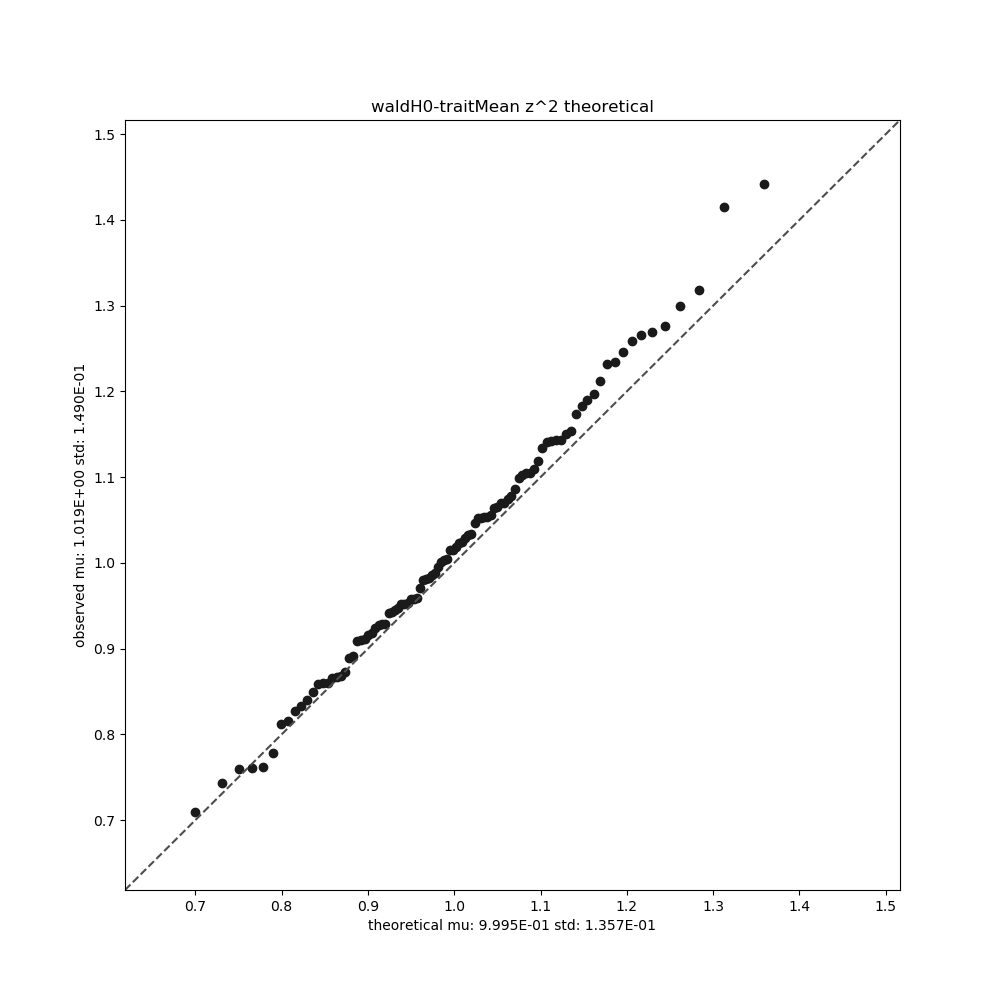 waldH0-traitMean z^2 theoretical
1.5
1.4
1.3
1.2
1.1
1.0
0.9
0.8
0.7
observed mu: 1.019E+00 std: 1.490E-01
0.7 0.8 0.9 1.0 1.1 1.2 1.3 1.4 1.5
theoretical mu: 9.995E-01 std: 1.357E-01